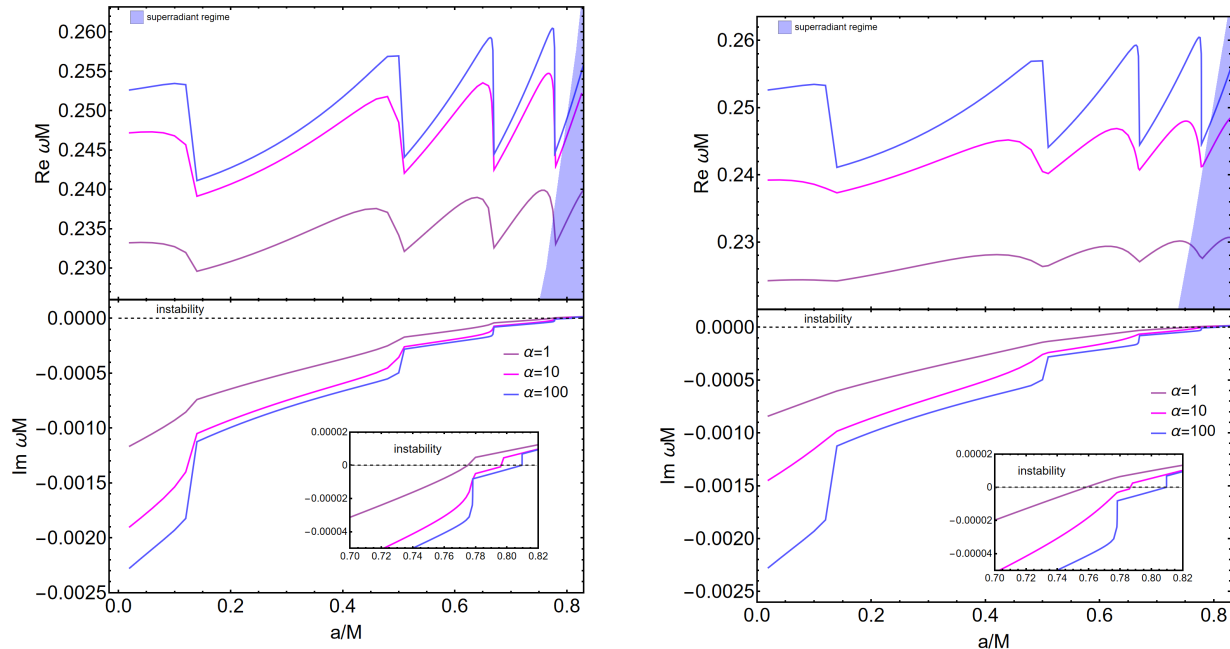 superradiant regime
0.260
0.255
0.250
0.245
0.240
0.235
0.230
Re ωM
instability
0.0000
−0.0005
−0.0010
−0.0015
−0.0020
−0.0025
Im ωM
α=1
α=10
α=100
0.00002
0
−0.00002
−0.00004
instability
0.70 0.72 0.74 0.76 0.78 0.80 0.82
0.0 0.2 0.4 0.6 0.8
a/M
superradiant regime
0.26
0.25
0.24
0.23
Re ωM
instability
0.0000
−0.0005
−0.0010
−0.0015
−0.0020
−0.0025
Im ωM
α=1
α=10
α=100
0.00002
0
−0.00002
−0.00004
instability
0.70 0.72 0.74 0.76 0.78 0.80 0.82
0.0 0.2 0.4 0.6 0.8
a/M